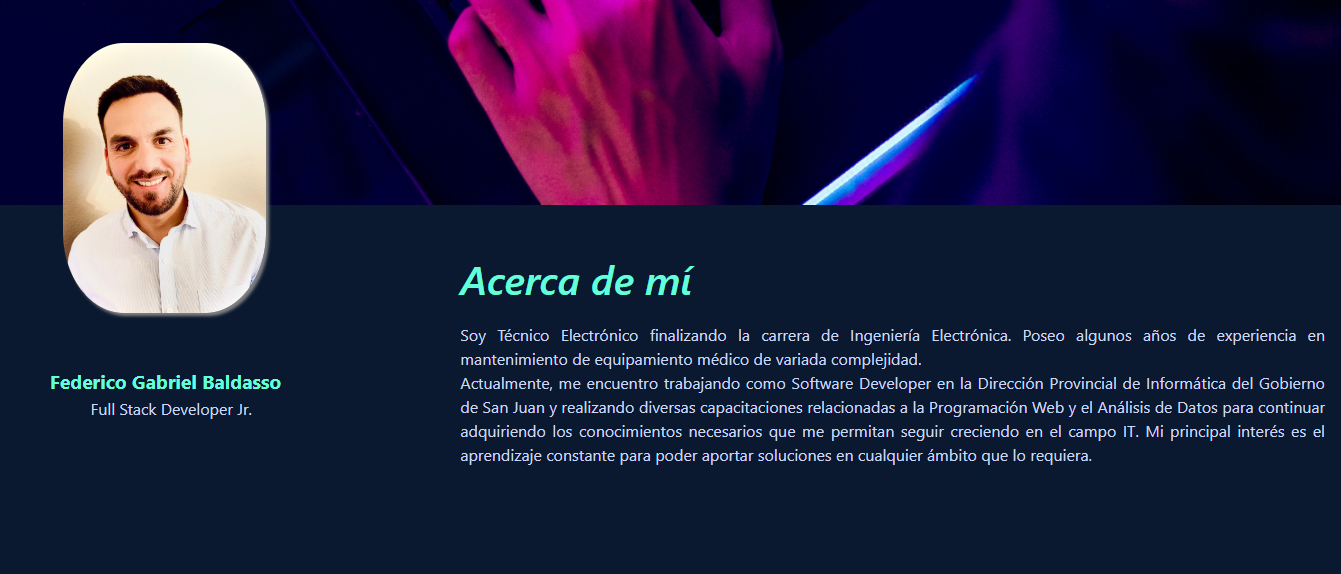 Acerca de mí
Soy Técnico Electrónico finalizando la carrera de Ingeniería Electrónica. Poseo algunos años de experiencia en
mantenimiento de equipamiento médico de variada complejidad.
Actualmente, me encuentro trabajando como Software Developer en la Dirección Provincial de Informática del Gobierno
de San Juan y realizando diversas capacitaciones relacionadas a la Programación Web y el Análisis de Datos para continuar
adquiriendo los conocimientos necesarios que me permitan seguir creciendo en el campo IT. Mi principal interés es el
aprendizaje constante para poder aportar soluciones en cualquier ámbito que lo requiera.
Federico Gabriel Baldasso
Full Stack Developer Jr.